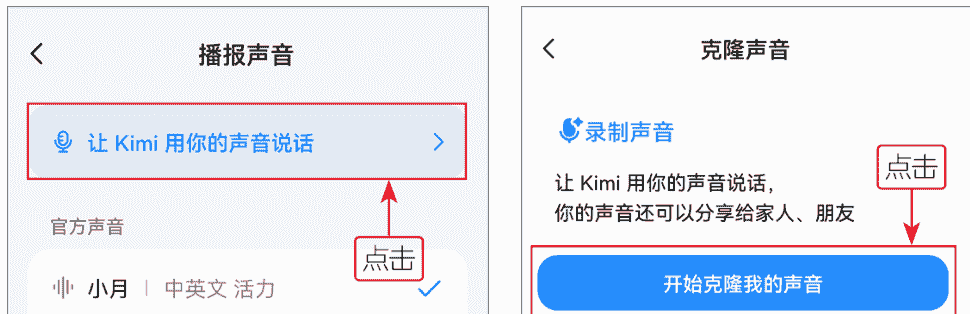 播报声音
让 Kimi 用你的声音说话
点击
官方声音
小月 | 中英文 活力
克隆声音
录制声音
点击
让 Kimi 用你的声音说话,
你的声音还可以分享给家人、朋友
开始克隆我的声音